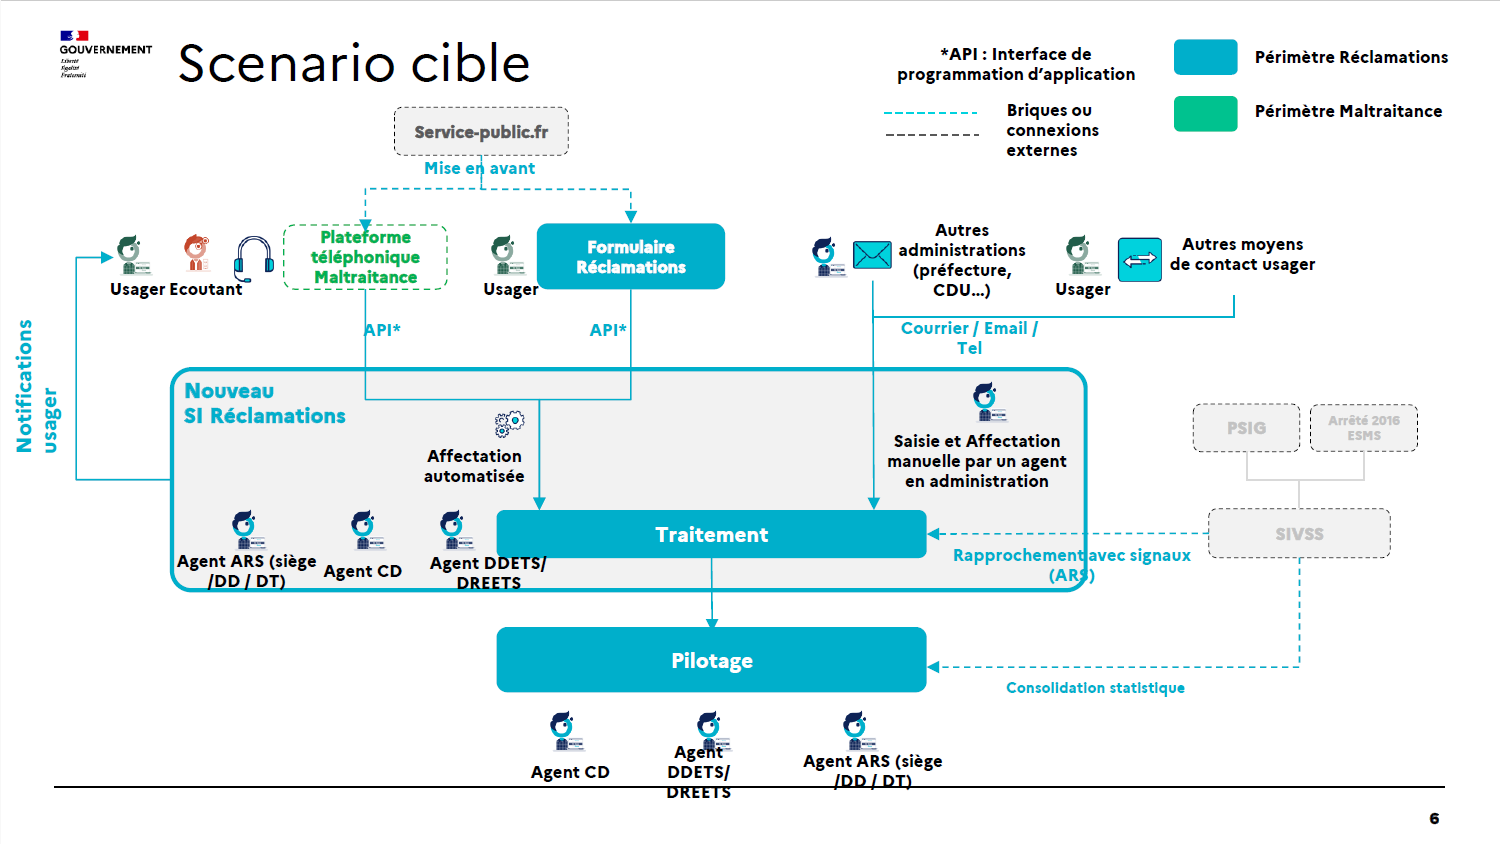 GOUVERNEMENT
Liberté
Égalité
Fraternité
Scenario cible
*API : Interface de
programmation d'application
Briques ou
connexions
externes
Périmètre Réclamations
Périmètre Maltraitance
Service-public.fr
Mise en avant
Plateforme
téléphonique
Maltraitance
Formulaire
Réclamations
Usager Ecoutant
Usager
Autres
administrations
(préfecture,
CDU...)
Usager
Autres moyens
de contact usager
API*
API*
Courrier / Email /
Tel
Notifications
usager
Nouveau
SI Réclamations
Affectation
automatisée
Saisie et Affectation
manuelle par un agent
en administration
PSIG
Arrêté 2016
ESMS
SIVSS
Traitement
Agent ARS (siège
/DD / DT)
Agent CD
Agent DDETS/
DREETS
Rapprochement avec signaux
(ARS)
Pilotage
Consolidation statistique
Agent CD
Agent
DDETS/
DREETS
Agent ARS (siège
/DD / DT)
6